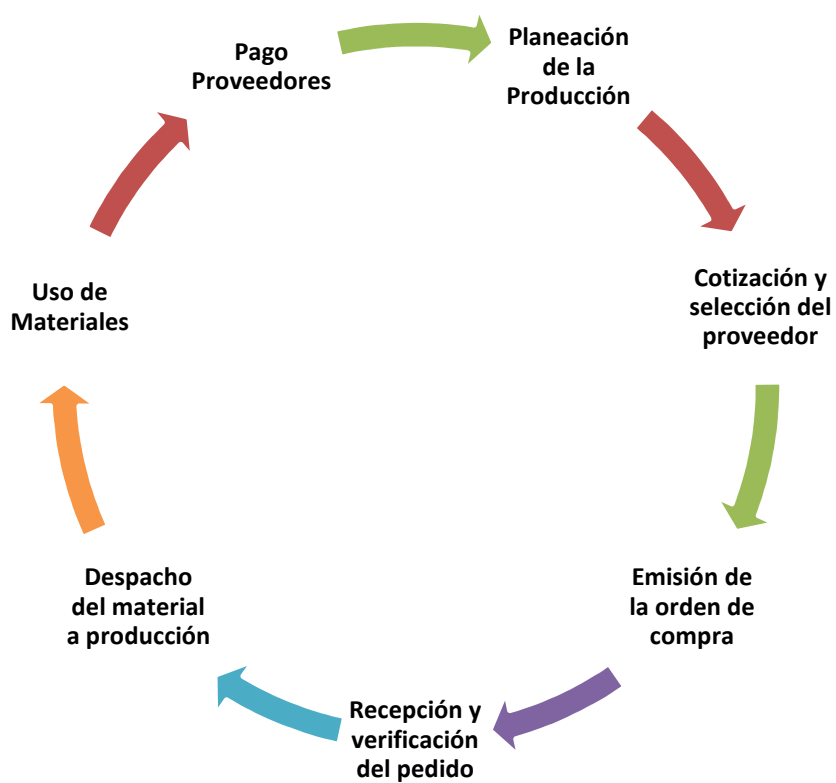 Pago
Proveedores
Planeación
de la
Producción
Cotización y
selección del
proveedor
Emisión de
la orden de
compra
Recepción y
verificación
del pedido
Despacho
del material
a producción
Uso de
Materiales